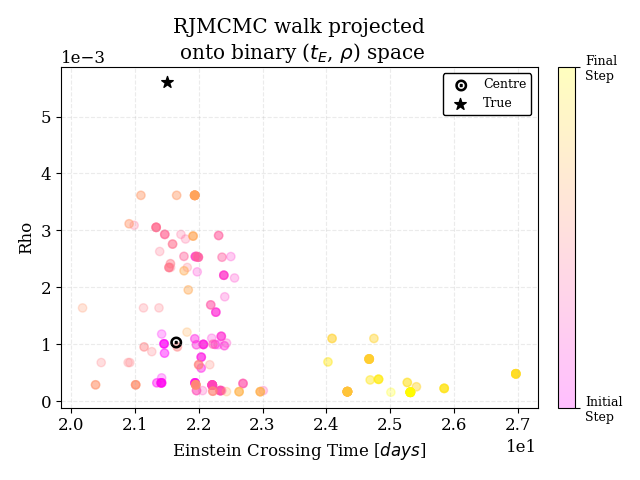 RJMCMC walk projected
onto binary (t_E, ρ) space
1e−3
Final
Step
Centre
True
5
4
3
2
1
0
Rho
2.0 2.1 2.2 2.3 2.4 2.5 2.6 2.7
1e1
Einstein Crossing Time [days]
Initial
Step